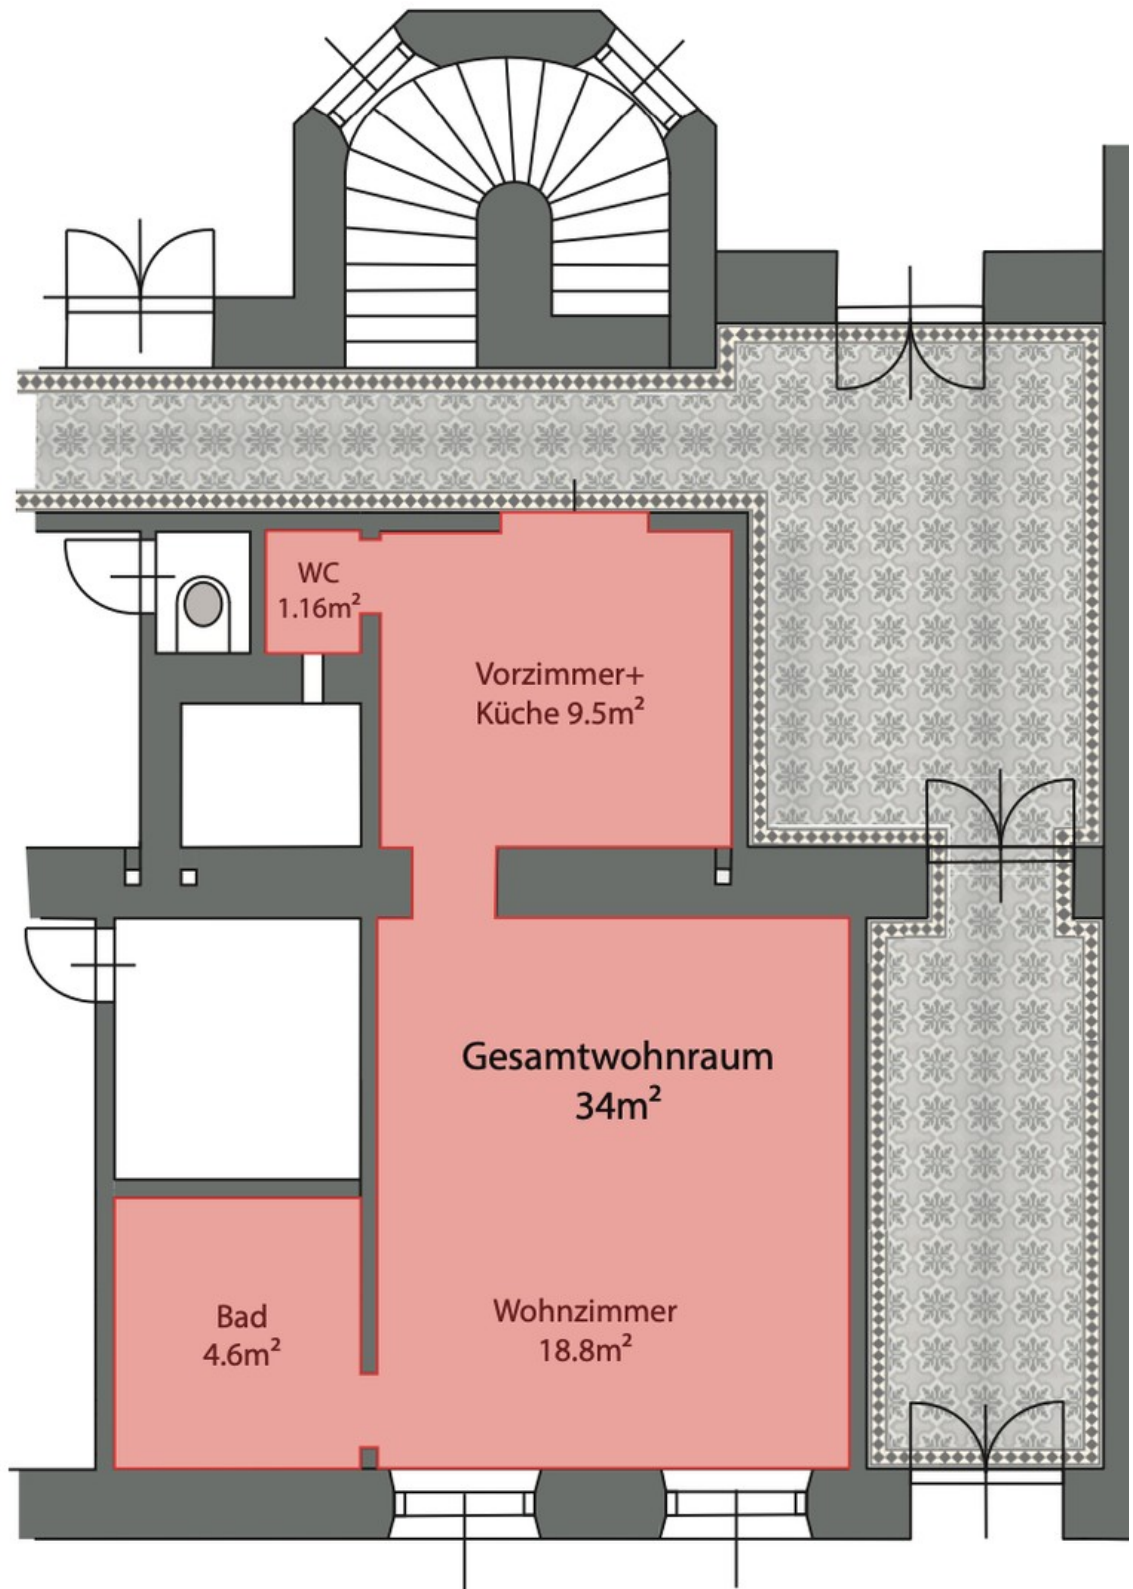 WC
1.16m²
Vorzimmer+
Küche 9.5m²
Gesamtwohnraum
34m²
Bad
4.6m²
Wohnzimmer
18.8m²